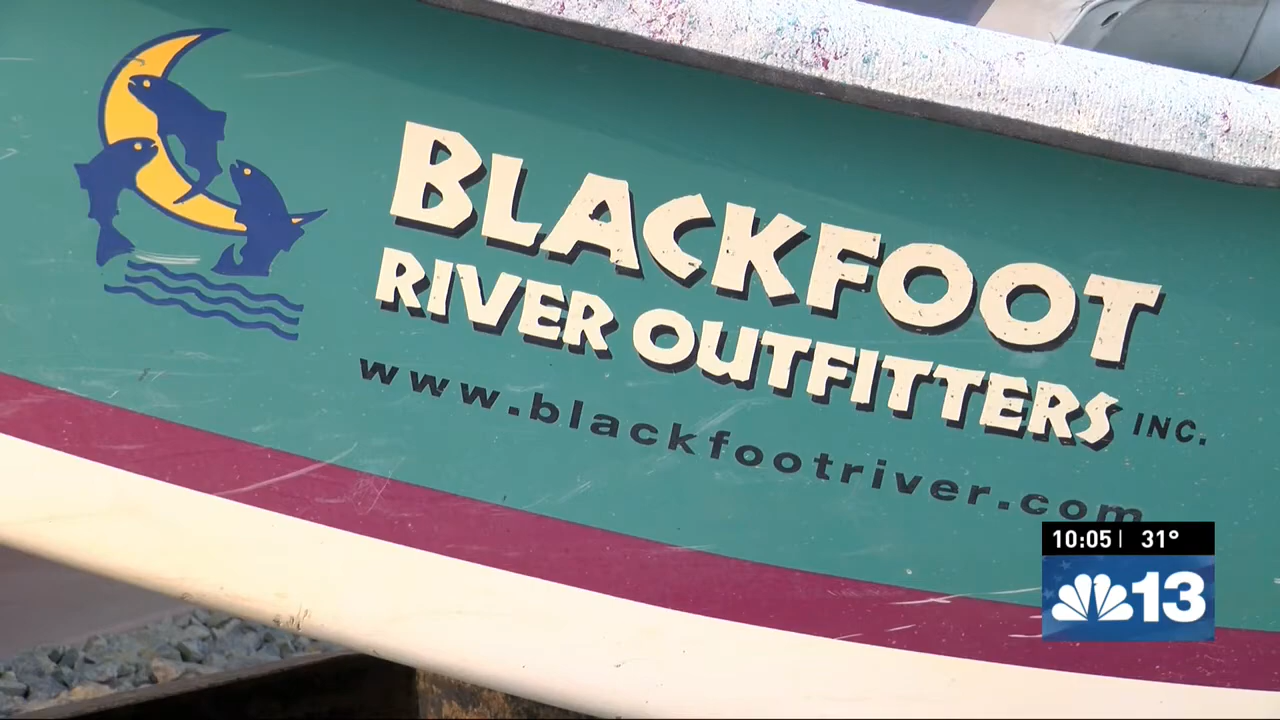 BLACKFOOT
RIVER OUTFITTERS INC.
www.blackfootriver.com
10:05 | 31°
13